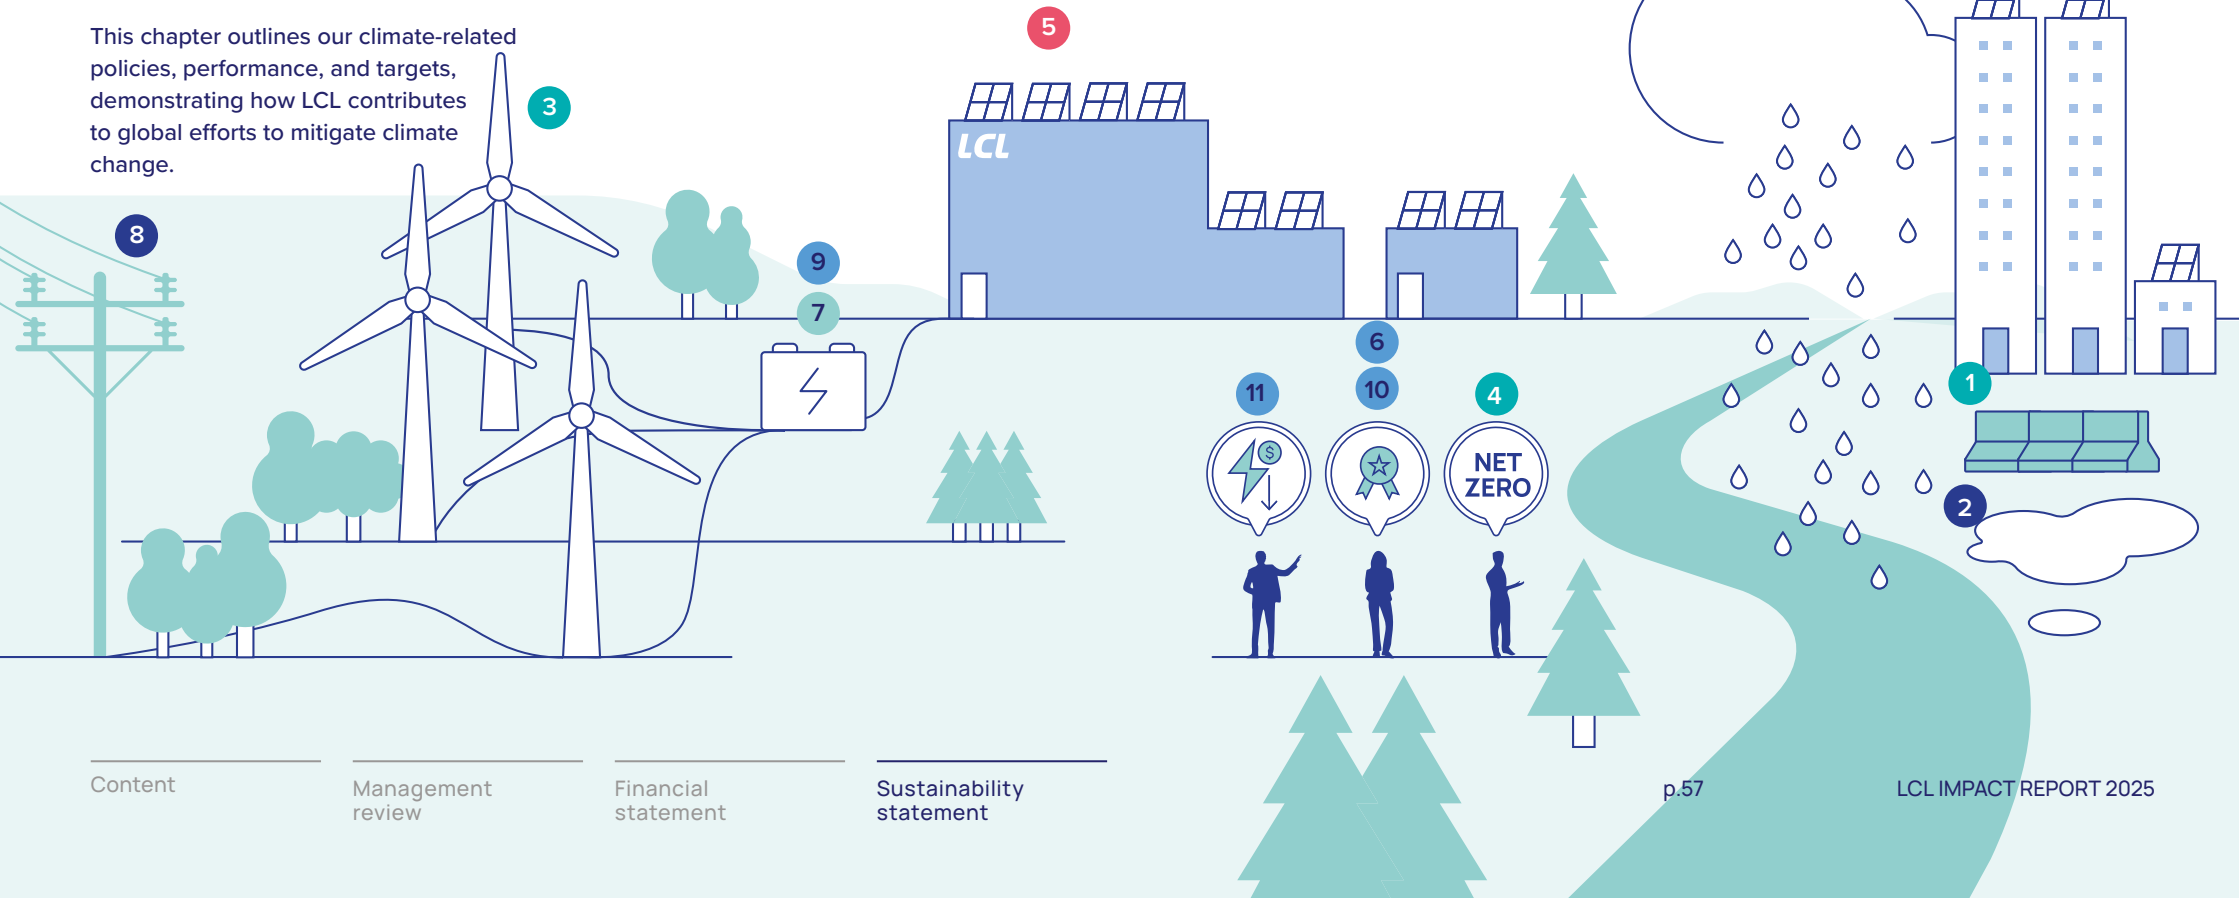 This chapter outlines our climate-related
policies, performance, and targets,
demonstrating how LCL contributes
to global efforts to mitigate climate
change.
5
3
LCL
8
9
7
6
11
10
4
1
$
NET
ZERO
2
Content
Management
review
Financial
statement
Sustainability
statement
p.57
LCL IMPACT REPORT 2025